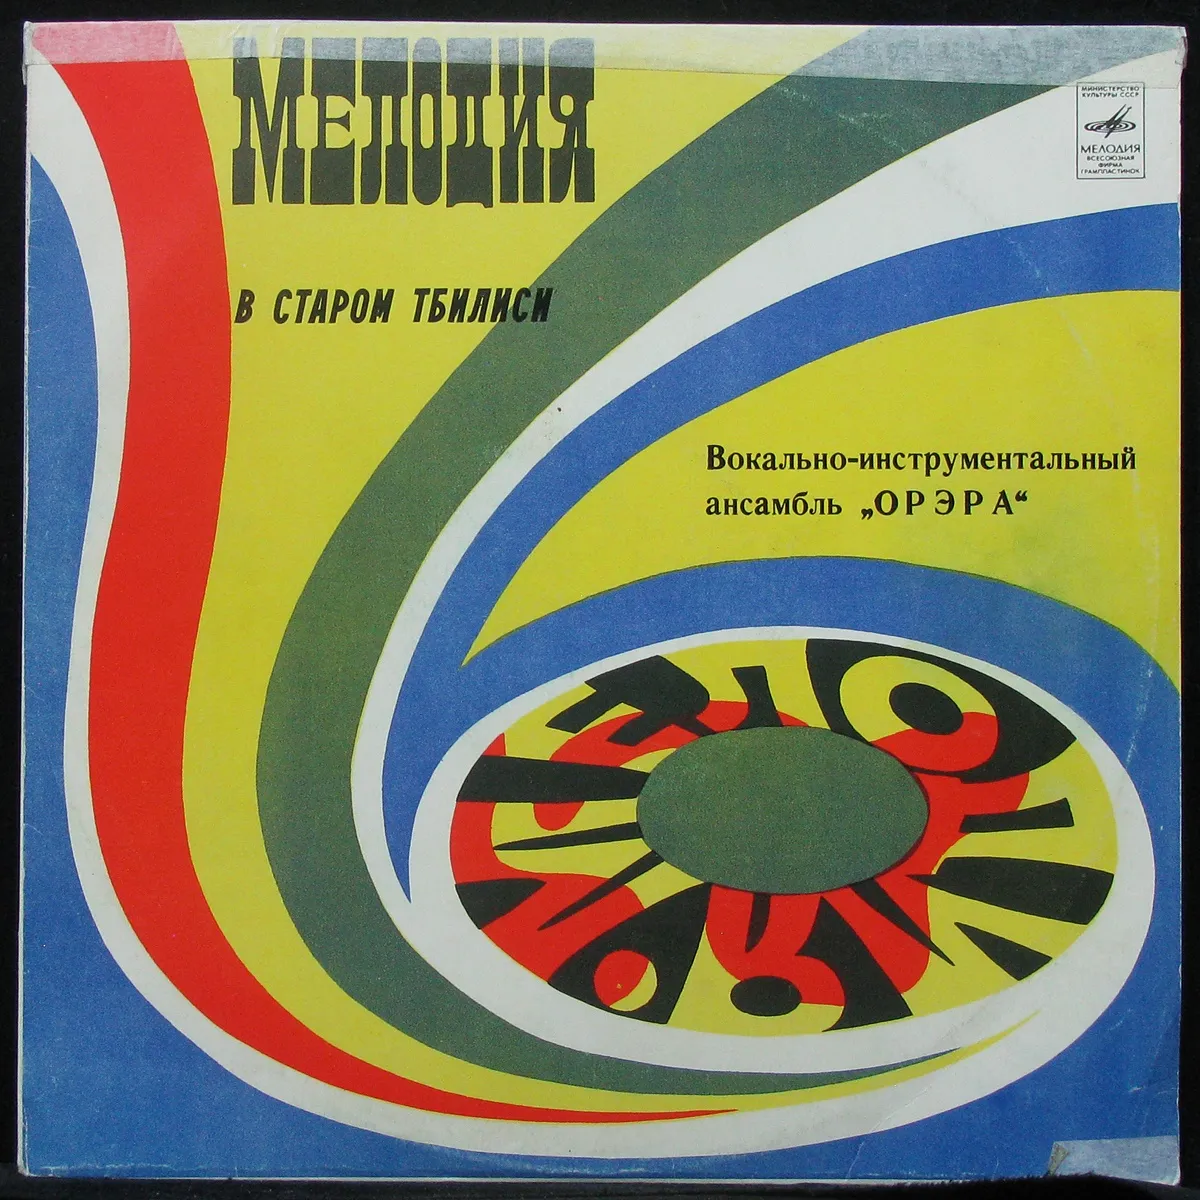 МЕЛОДИЯ
МИНИСТЕРСТВО
КУЛЬТУРЫ СССР
МЕЛОДИЯ
ВСЕСОЮЗНАЯ
ФИРМА
ГРАМПЛАСТИНОК
В СТАРОМ ТБИЛИСИ
Вокально-инструментальный
ансамбль „ОРЭРА“